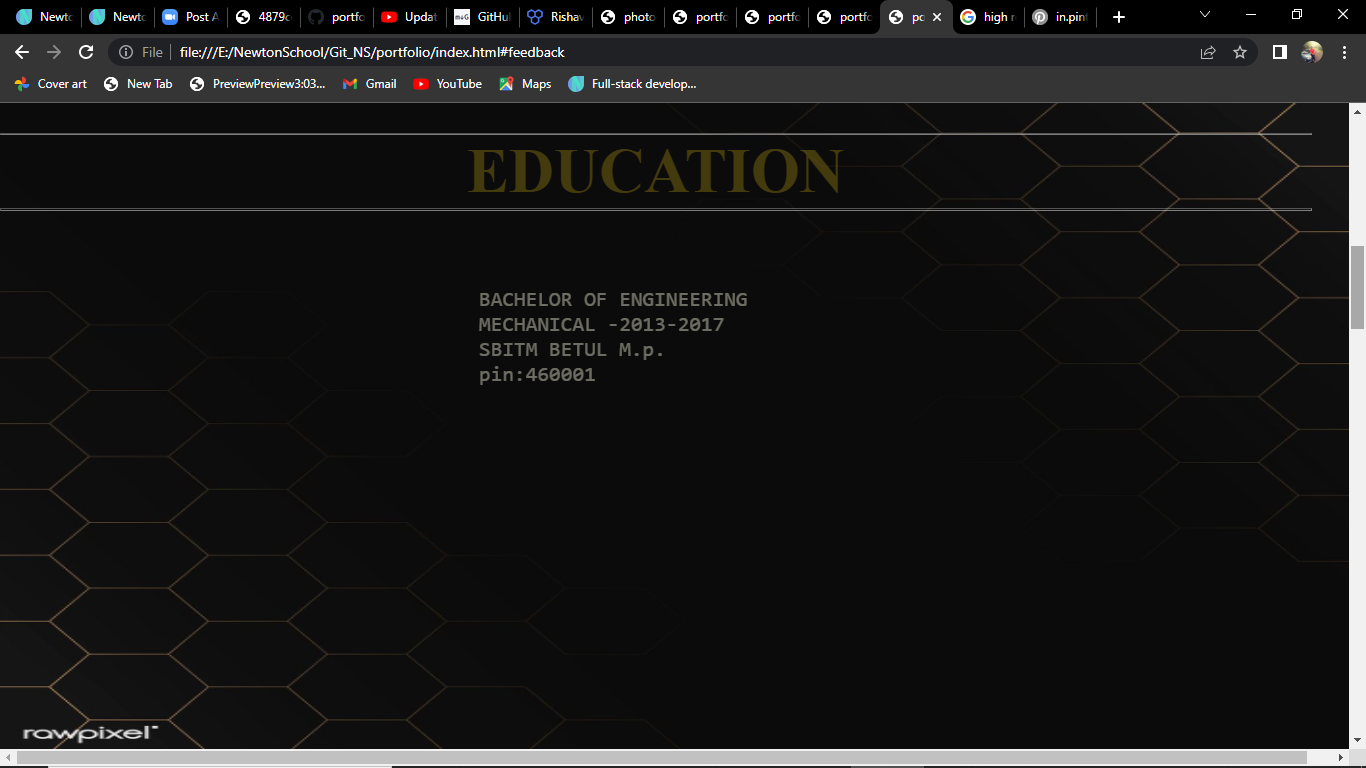 Newto
Newto
Post A
4879c
portfo
Updat
m&G
GitHub
Risha
photo
portfo
portfo
portfo
po
high r
in.pint
File
file:///E:/NewtonSchool/Git_NS/portfolio/index.html#feedback
Cover art
New Tab
PreviewPreview3:03...
Gmail
YouTube
Maps
Full-stack develop...
EDUCATION
BACHELOR OF ENGINEERING
MECHANICAL -2013-2017
SBITM BETUL M.p.
pin:460001
rawpixel